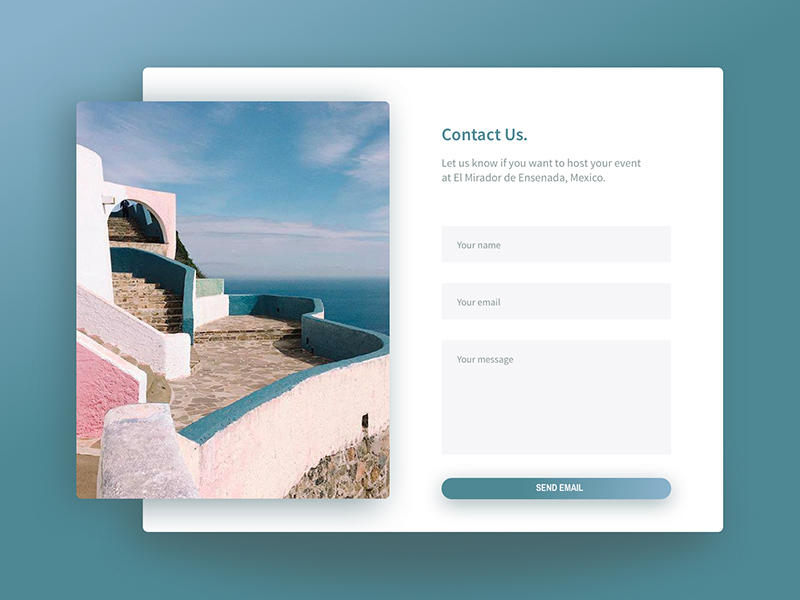 Contact Us.
Let us know if you want to host your event
at El Mirador de Ensenada, Mexico.
Your name
Your email
Your message
SEND EMAIL